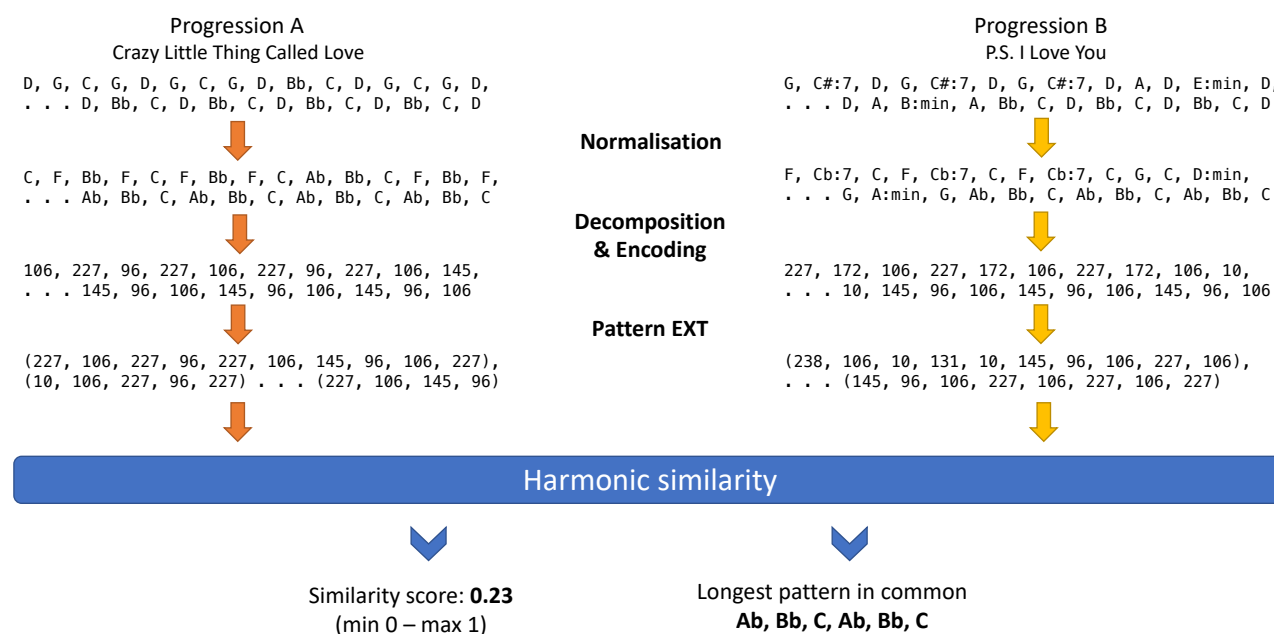 Progression A
Crazy Little Thing Called Love
D, G, C, G, D, G, C, G, D, Bb, C, D, G, C, G, D,
. . . D, Bb, C, D, Bb, C, D, Bb, C, D, Bb, C, D
Progression B
P.S. I Love You
G, C#:7, D, G, C#:7, D, G, C#:7, D, A, D, E:min, D,
. . . D, A, B:min, A, Bb, C, D, Bb, C, D, Bb, C, D
Normalisation
C, F, Bb, F, C, F, Bb, F, C, Ab, Bb, C, F, Bb, F,
. . . Ab, Bb, C, Ab, Bb, C, Ab, Bb, C, Ab, Bb, C
F, Cb:7, C, F, Cb:7, C, F, Cb:7, C, G, C, D:min,
. . . G, A:min, G, Ab, Bb, C, Ab, Bb, C, Ab, Bb, C
Decomposition
& Encoding
106, 227, 96, 227, 106, 227, 96, 227, 106, 145,
. . . 145, 96, 106, 145, 96, 106, 145, 96, 106
227, 172, 106, 227, 172, 106, 227, 172, 106, 10,
. . . 10, 145, 96, 106, 145, 96, 106, 145, 96, 106
Pattern EXT
(227, 106, 227, 96, 227, 106, 145, 96, 106, 227),
(10, 106, 227, 96, 227) . . . (227, 106, 145, 96)
(238, 106, 10, 131, 10, 145, 96, 106, 227, 106),
. . . (145, 96, 106, 227, 106, 227, 106, 227)
Harmonic similarity
Similarity score: 0.23
(min 0 – max 1)
Longest pattern in common
Ab, Bb, C, Ab, Bb, C